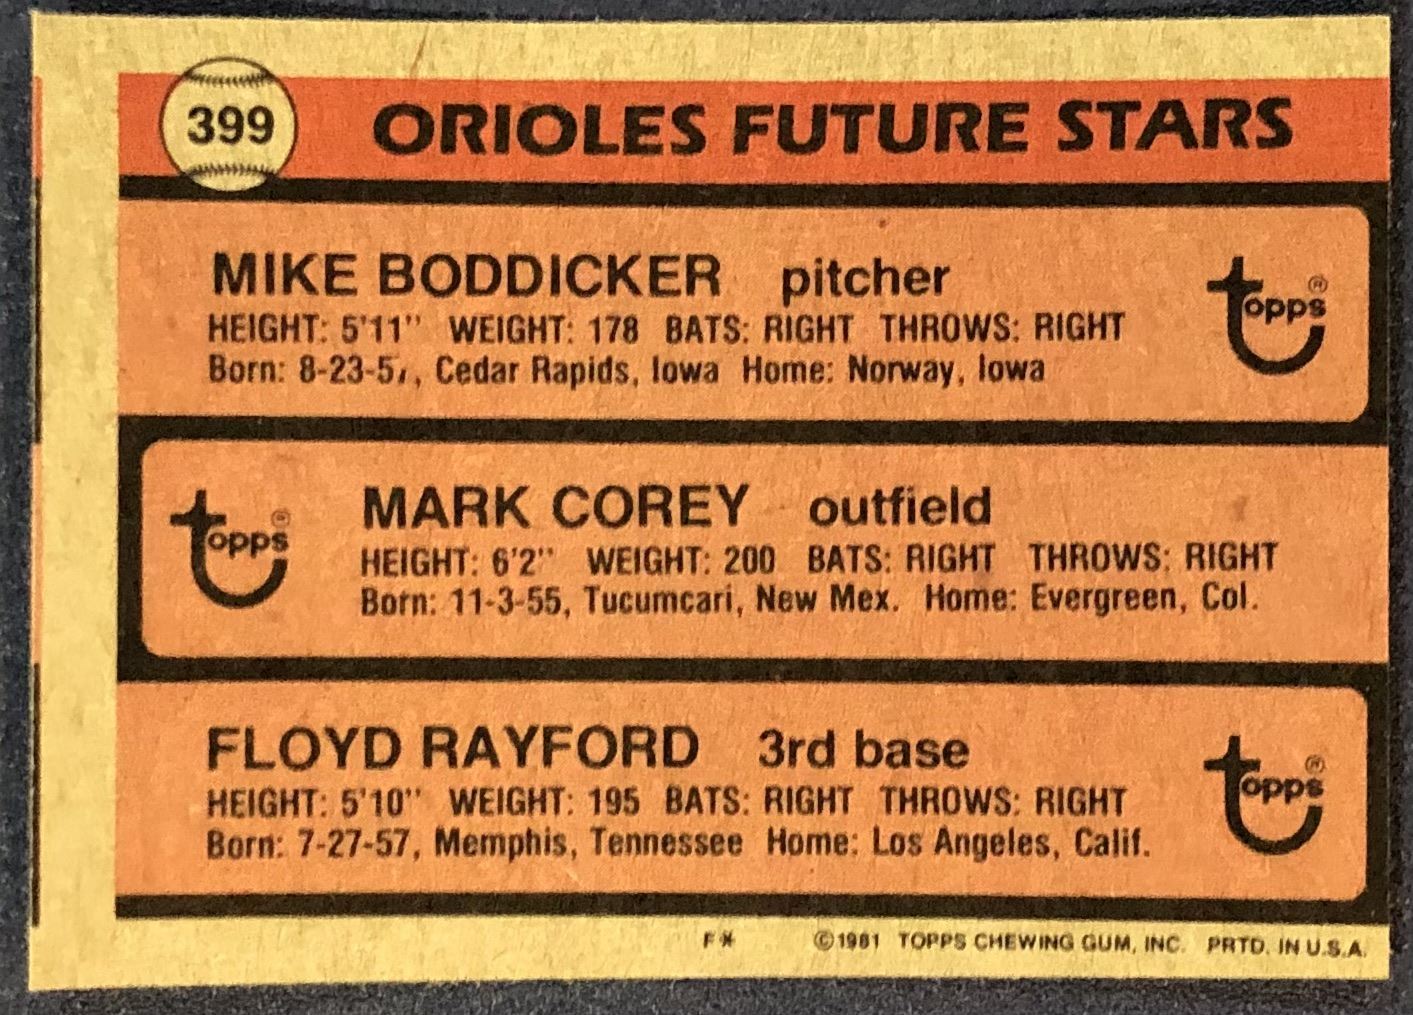 399
ORIOLES FUTURE STARS
MIKE BODDICKER pitcher
HEIGHT: 5'11" WEIGHT: 178 BATS: RIGHT THROWS: RIGHT
Born: 8-23-5, Cedar Rapids, Iowa Home: Norway, Iowa
topps®
MARK COREY outfield
HEIGHT: 6'2" WEIGHT: 200 BATS: RIGHT THROWS: RIGHT
Born: 11-3-55, Tucumcari, New Mex. Home: Evergreen, Col.
topps®
FLOYD RAYFORD 3rd base
HEIGHT: 5'10" WEIGHT: 195 BATS: RIGHT THROWS: RIGHT
Born: 7-27-57, Memphis, Tennessee Home: Los Angeles, Calif.
topps®
F* ©1981 TOPPS CHEWING GUM, INC. PRTD. IN U.S.A.